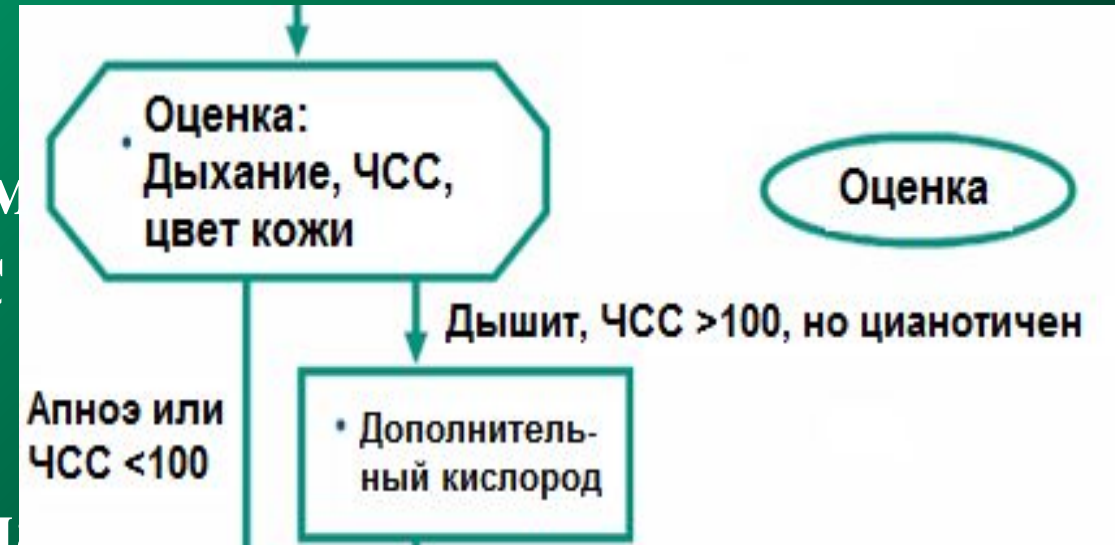 Оценка:
Дыхание, ЧСС,
цвет кожи
Оценка
Дышит, ЧСС >100, но цианотичен
Апноэ или
ЧСС <100
• Дополнитель-
ный кислород